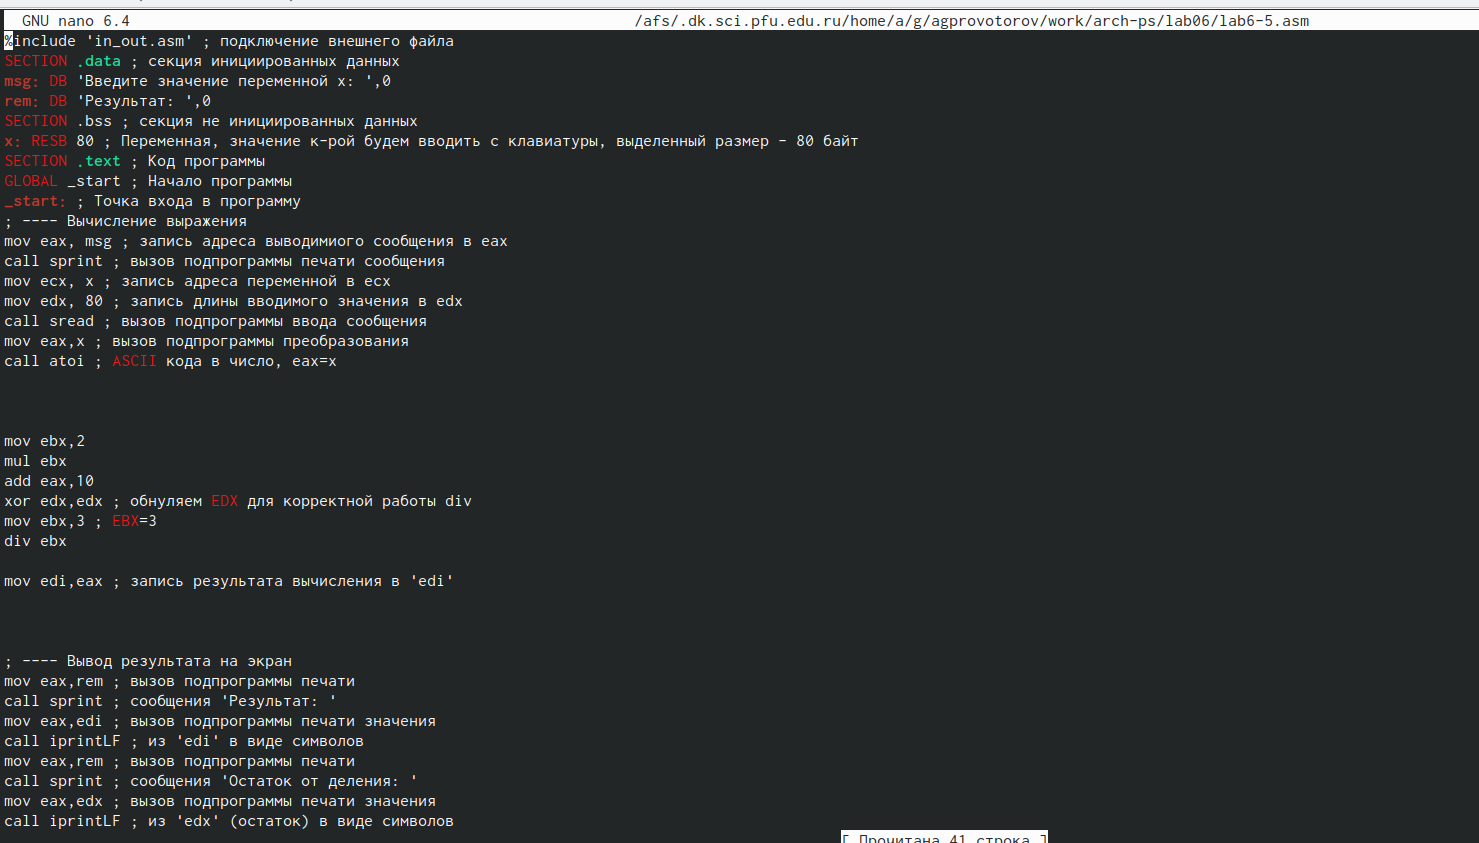 GNU nano 6.4 /afs/.dk.sci.pfu.edu.ru/home/a/g/agprovotorov/work/arch-ps/lab06/lab6-5.asm
%include 'in_out.asm' ; подключение внешнего файла
SECTION .data ; секция инициированных данных
msg: DB 'Введите значение переменной х: ',0
rem: DB 'Результат: ',0
SECTION .bss ; секция не инициированных данных
x: RESB 80 ; Переменная, значение к-рой будем вводить с клавиатуры, выделенный размер - 80 байт
SECTION .text ; Код программы
GLOBAL _start ; Начало программы
_start: ; Точка входа в программу
; ---- Вычисление выражения
mov eax, msg ; запись адреса выводимиого сообщения в eax
call sprint ; вызов подпрограммы печати сообщения
mov ecx, x ; запись адреса переменной в ecx
mov edx, 80 ; запись длины вводимого значения в edx
call sread ; вызов подпрограммы ввода сообщения
mov eax,x ; вызов подпрограммы преобразования
call atoi ; ASCII кода в число, eax=x
mov ebx,2
mul ebx
add eax,10
xor edx,edx ; обнуляем EDX для корректной работы div
mov ebx,3 ; EBX=3
div ebx
mov edi,eax ; запись результата вычисления в 'edi'
; ---- Вывод результата на экран
mov eax,rem ; вызов подпрограммы печати
call sprint ; сообщения 'Результат: '
mov eax,edi ; вызов подпрограммы печати значения
call iprintLF ; из 'edi' в виде символов
mov eax,rem ; вызов подпрограммы печати
call sprint ; сообщения 'Остаток от деления: '
mov eax,edx ; вызов подпрограммы печати значения
call iprintLF ; из 'edx' (остаток) в виде символов
[ Прочитана 41 строка ]